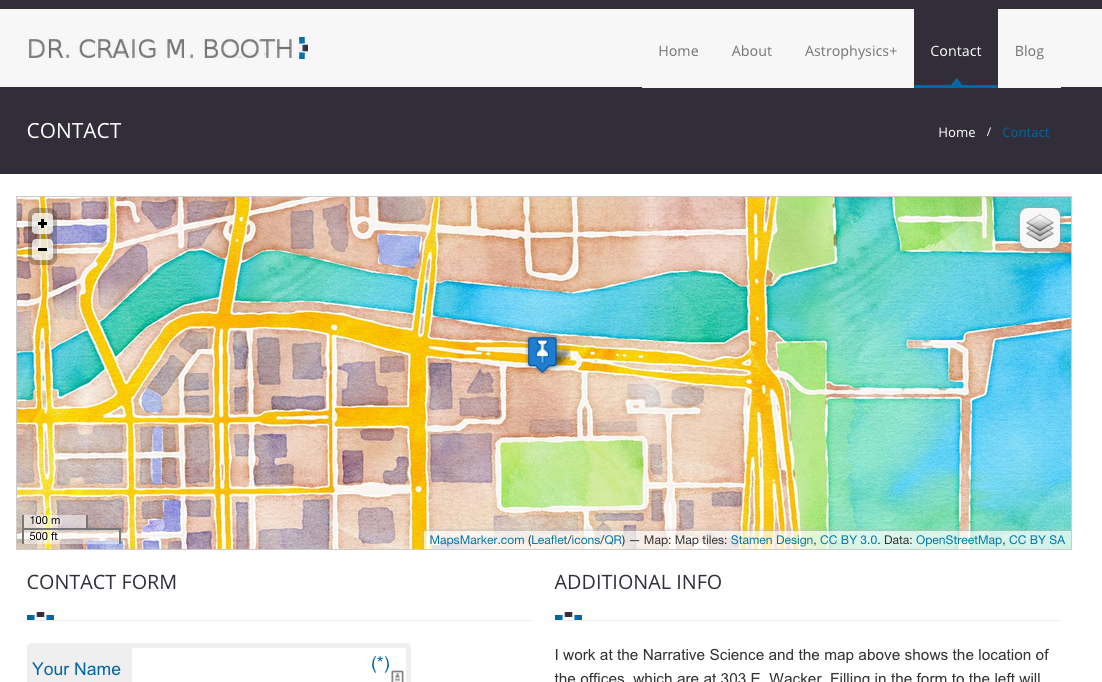 DR. CRAIG M. BOOTH
Home About Astrophysics+ Contact Blog
CONTACT
Home / Contact
+
−
100 m
500 ft
MapsMarker.com (Leaflet/icons/QR) — Map: Map tiles: Stamen Design, CC BY 3.0. Data: OpenStreetMap, CC BY SA
CONTACT FORM
ADDITIONAL INFO
Your Name (*)
I work at the Narrative Science and the map above shows the location of
the offices, which are at 303 E. Wacker. Filling in the form to the left will